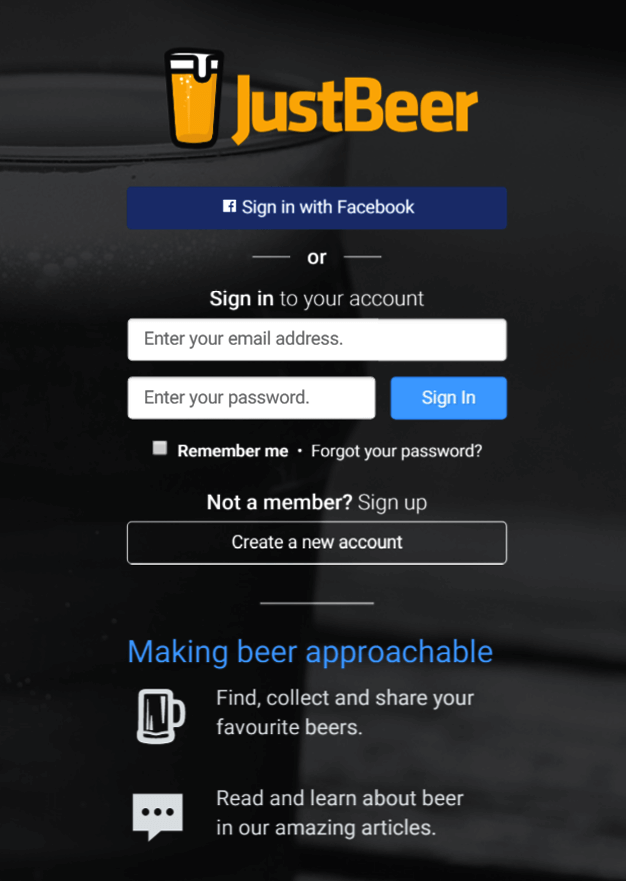 JustBeer
Sign in with Facebook
or
Sign in to your account
Enter your email address.
Enter your password.
Sign In
Remember me • Forgot your password?
Not a member? Sign up
Create a new account
Making beer approachable
Find, collect and share your
favourite beers.
Read and learn about beer
in our amazing articles.